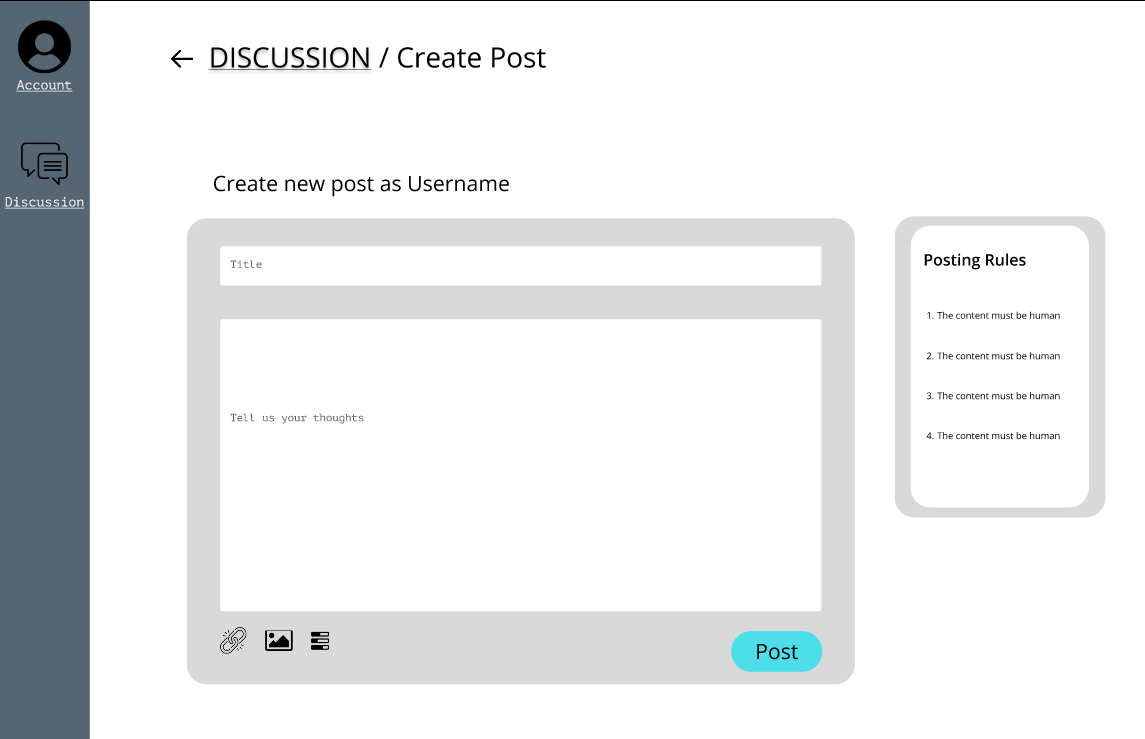 Account
Discussion
DISCUSSION / Create Post
Create new post as Username
Title
Tell us your thoughts
Post
Posting Rules
1. The content must be human
2. The content must be human
3. The content must be human
4. The content must be human